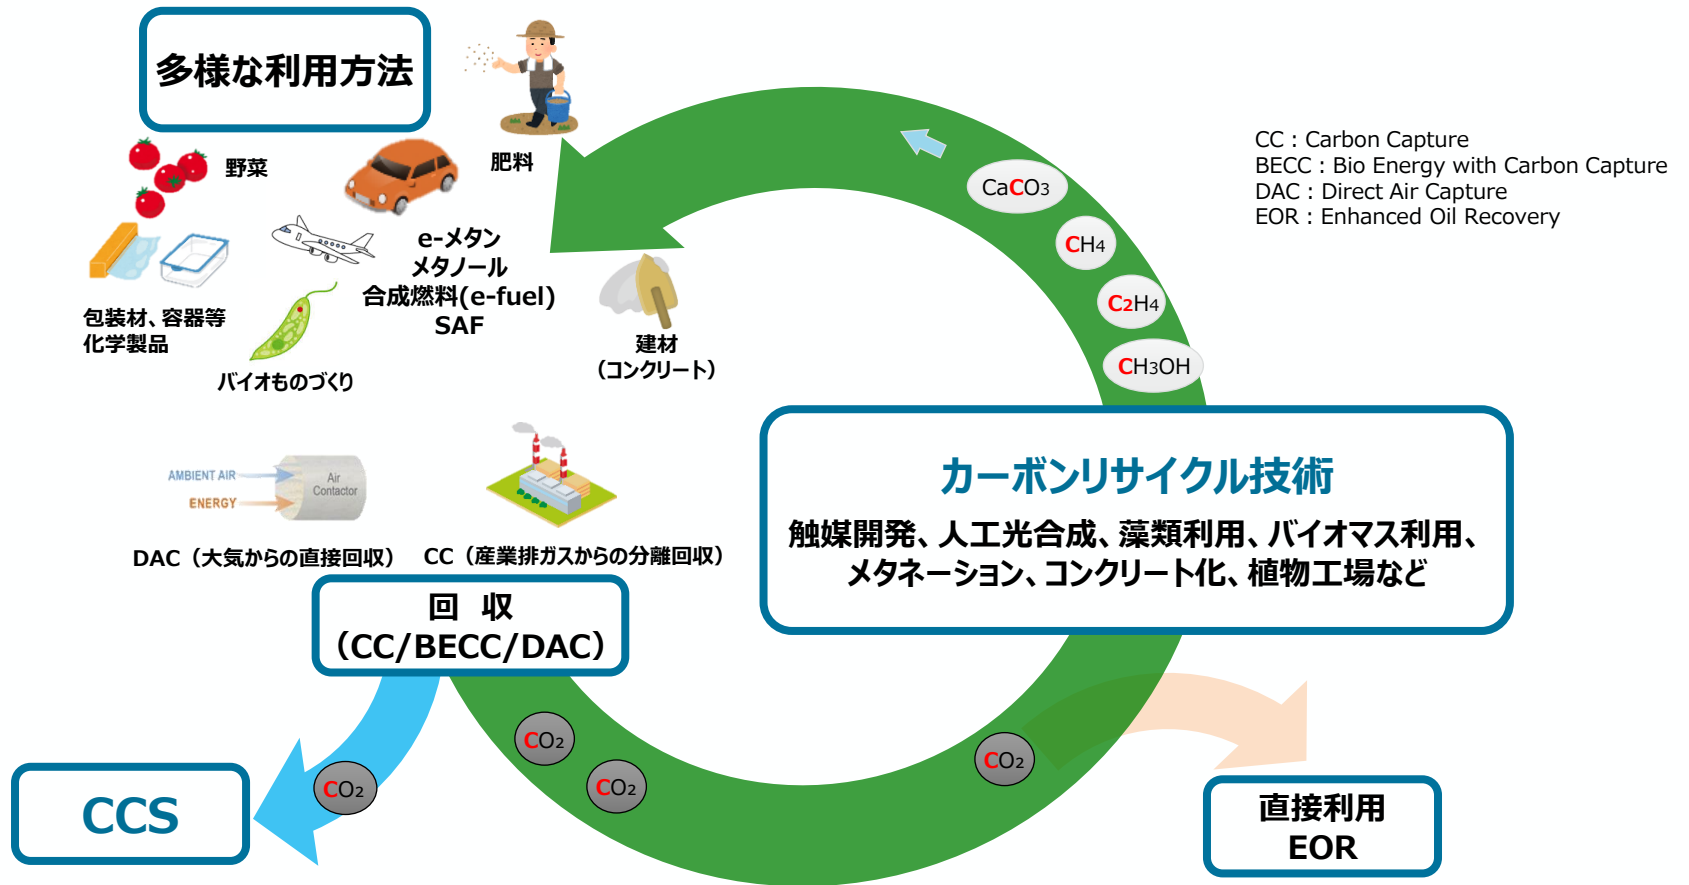 多様な利用方法
野菜
肥料
CC：Carbon Capture
BECC：Bio Energy with Carbon Capture
DAC：Direct Air Capture
EOR：Enhanced Oil Recovery
CaCO3
CH4
C2H4
CH3OH
e-メタン
メタノール
合成燃料(e-fuel)
SAF
包装材、容器等
化学製品
バイオものづくり
建材
（コンクリート）
AMBIENT AIR
ENERGY
Air
Contactor
DAC（大気からの直接回収）
CC（産業排ガスからの分離回収）
カーボンリサイクル技術
触媒開発、人工光合成、藻類利用、バイオマス利用、
メタネーション、コンクリート化、植物工場など
回 収
（CC/BECC/DAC）
CO2
CO2
CO2
CO2
CCS
直接利用
EOR